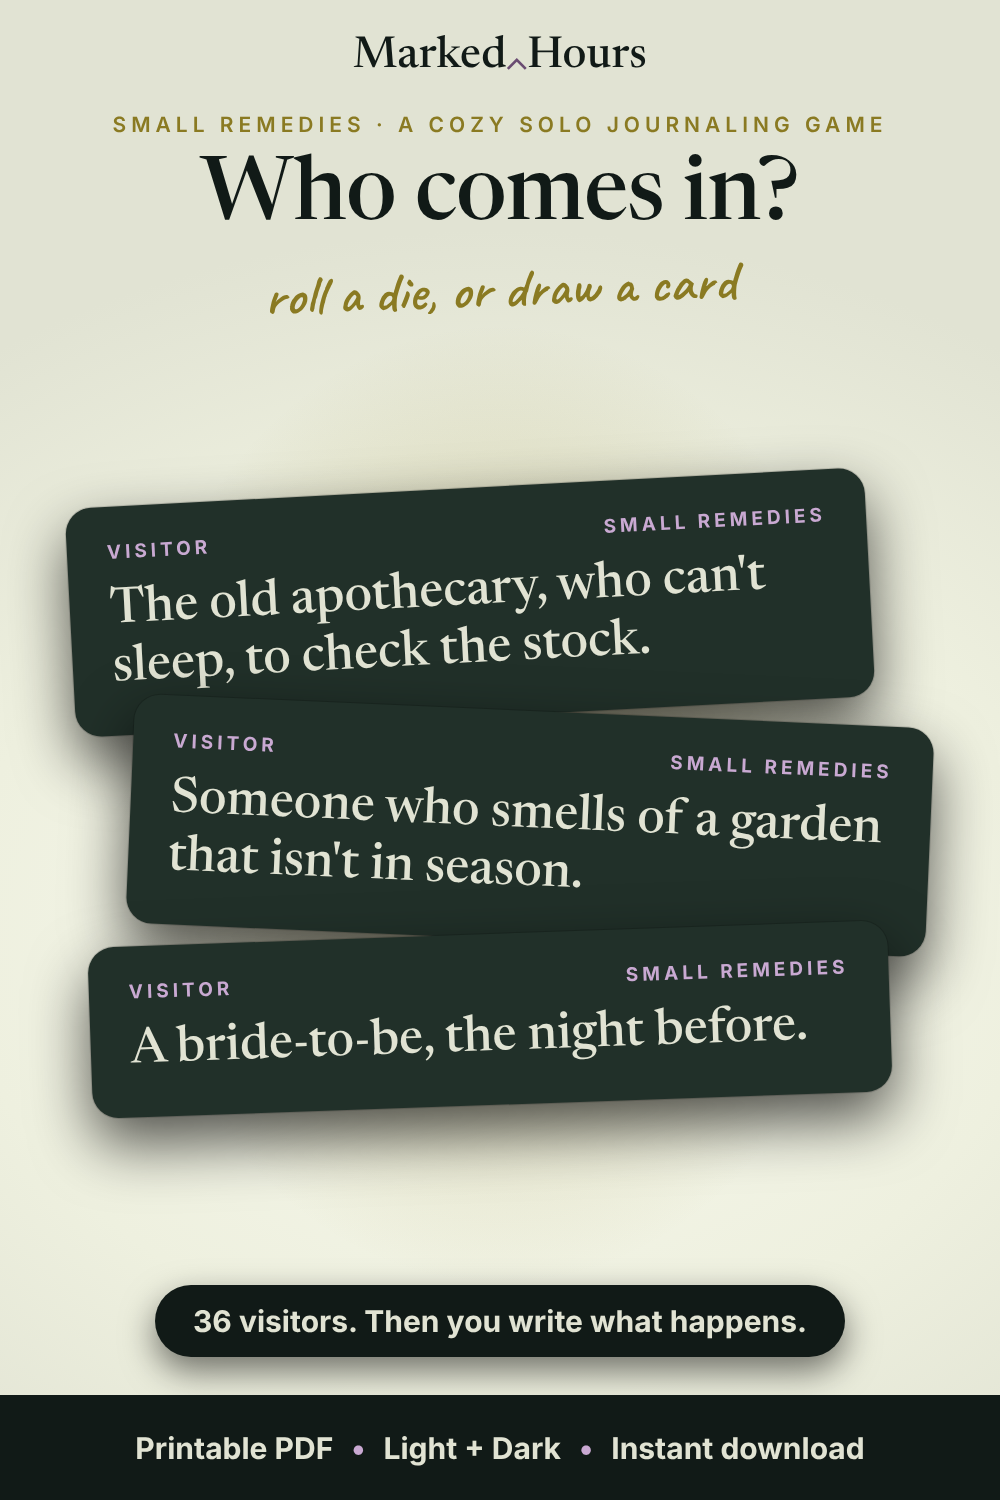 Marked‸Hours
SMALL REMEDIES · A COZY SOLO JOURNALING GAME
Who comes in?
roll a die, or draw a card
VISITOR
SMALL REMEDIES
The old apothecary, who can't
sleep, to check the stock.
VISITOR
SMALL REMEDIES
Someone who smells of a garden
that isn't in season.
VISITOR
SMALL REMEDIES
A bride-to-be, the night before.
36 visitors. Then you write what happens.
Printable PDF • Light + Dark • Instant download